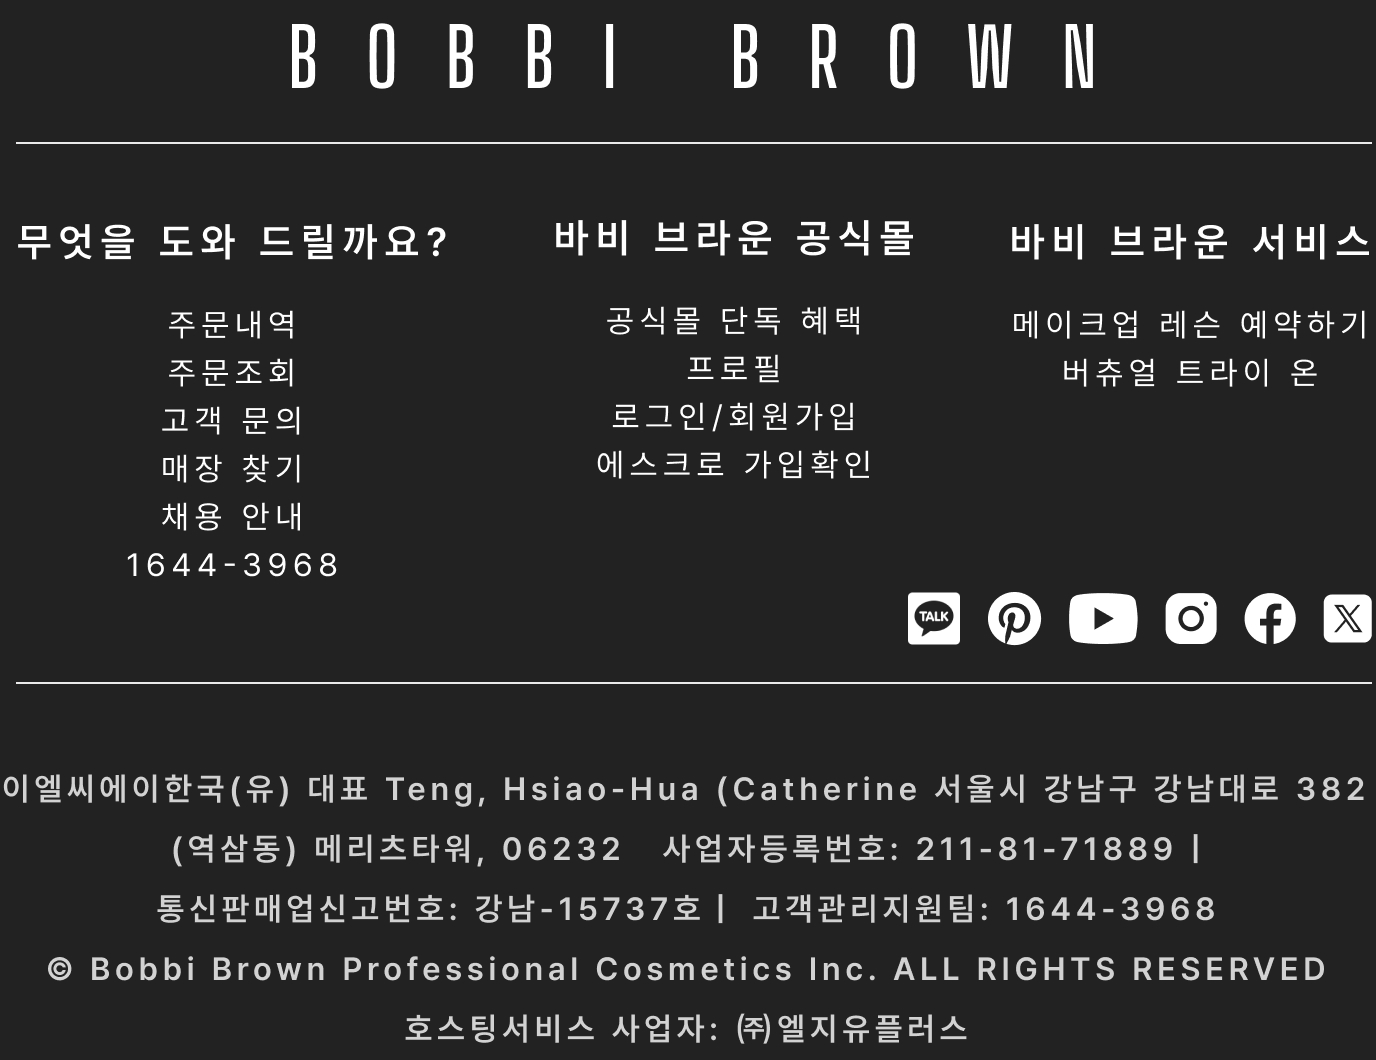 BOBBI BROWN
무엇을 도와 드릴까요?
주문내역
주문조회
고객 문의
매장 찾기
채용 안내
1644-3968
바비 브라운 공식몰
공식몰 단독 혜택
프로필
로그인/회원가입
에스크로 가입확인
바비 브라운 서비스
메이크업 레슨 예약하기
버츄얼 트라이 온
TALK
이엘씨에이한국(유) 대표 Teng, Hsiao-Hua (Catherine 서울시 강남구 강남대로 382
(역삼동) 메리츠타워, 06232 사업자등록번호: 211-81-71889 |
통신판매업신고번호: 강남-15737호 | 고객관리지원팀: 1644-3968
© Bobbi Brown Professional Cosmetics Inc. ALL RIGHTS RESERVED
호스팅서비스 사업자: ㈜엘지유플러스